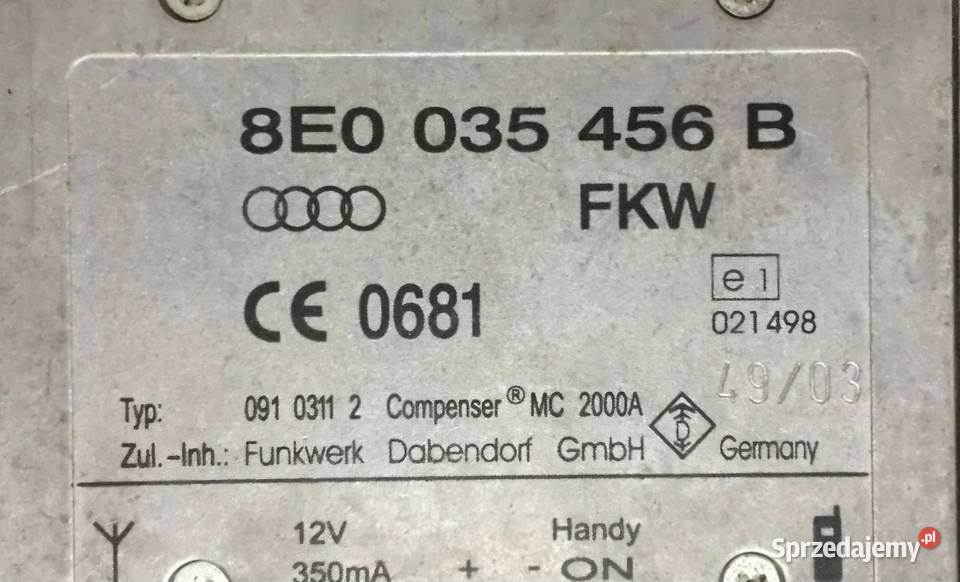 8E0 035 456 B
FKW
CE 0681
e 1
021498
49/03
Typ: 091 0311 2 Compenser® MC 2000A
Zul.-Inh.: Funkwerk Dabendorf GmbH Germany
12V Handy
350mA + - ON
Sprzedajemy.pl